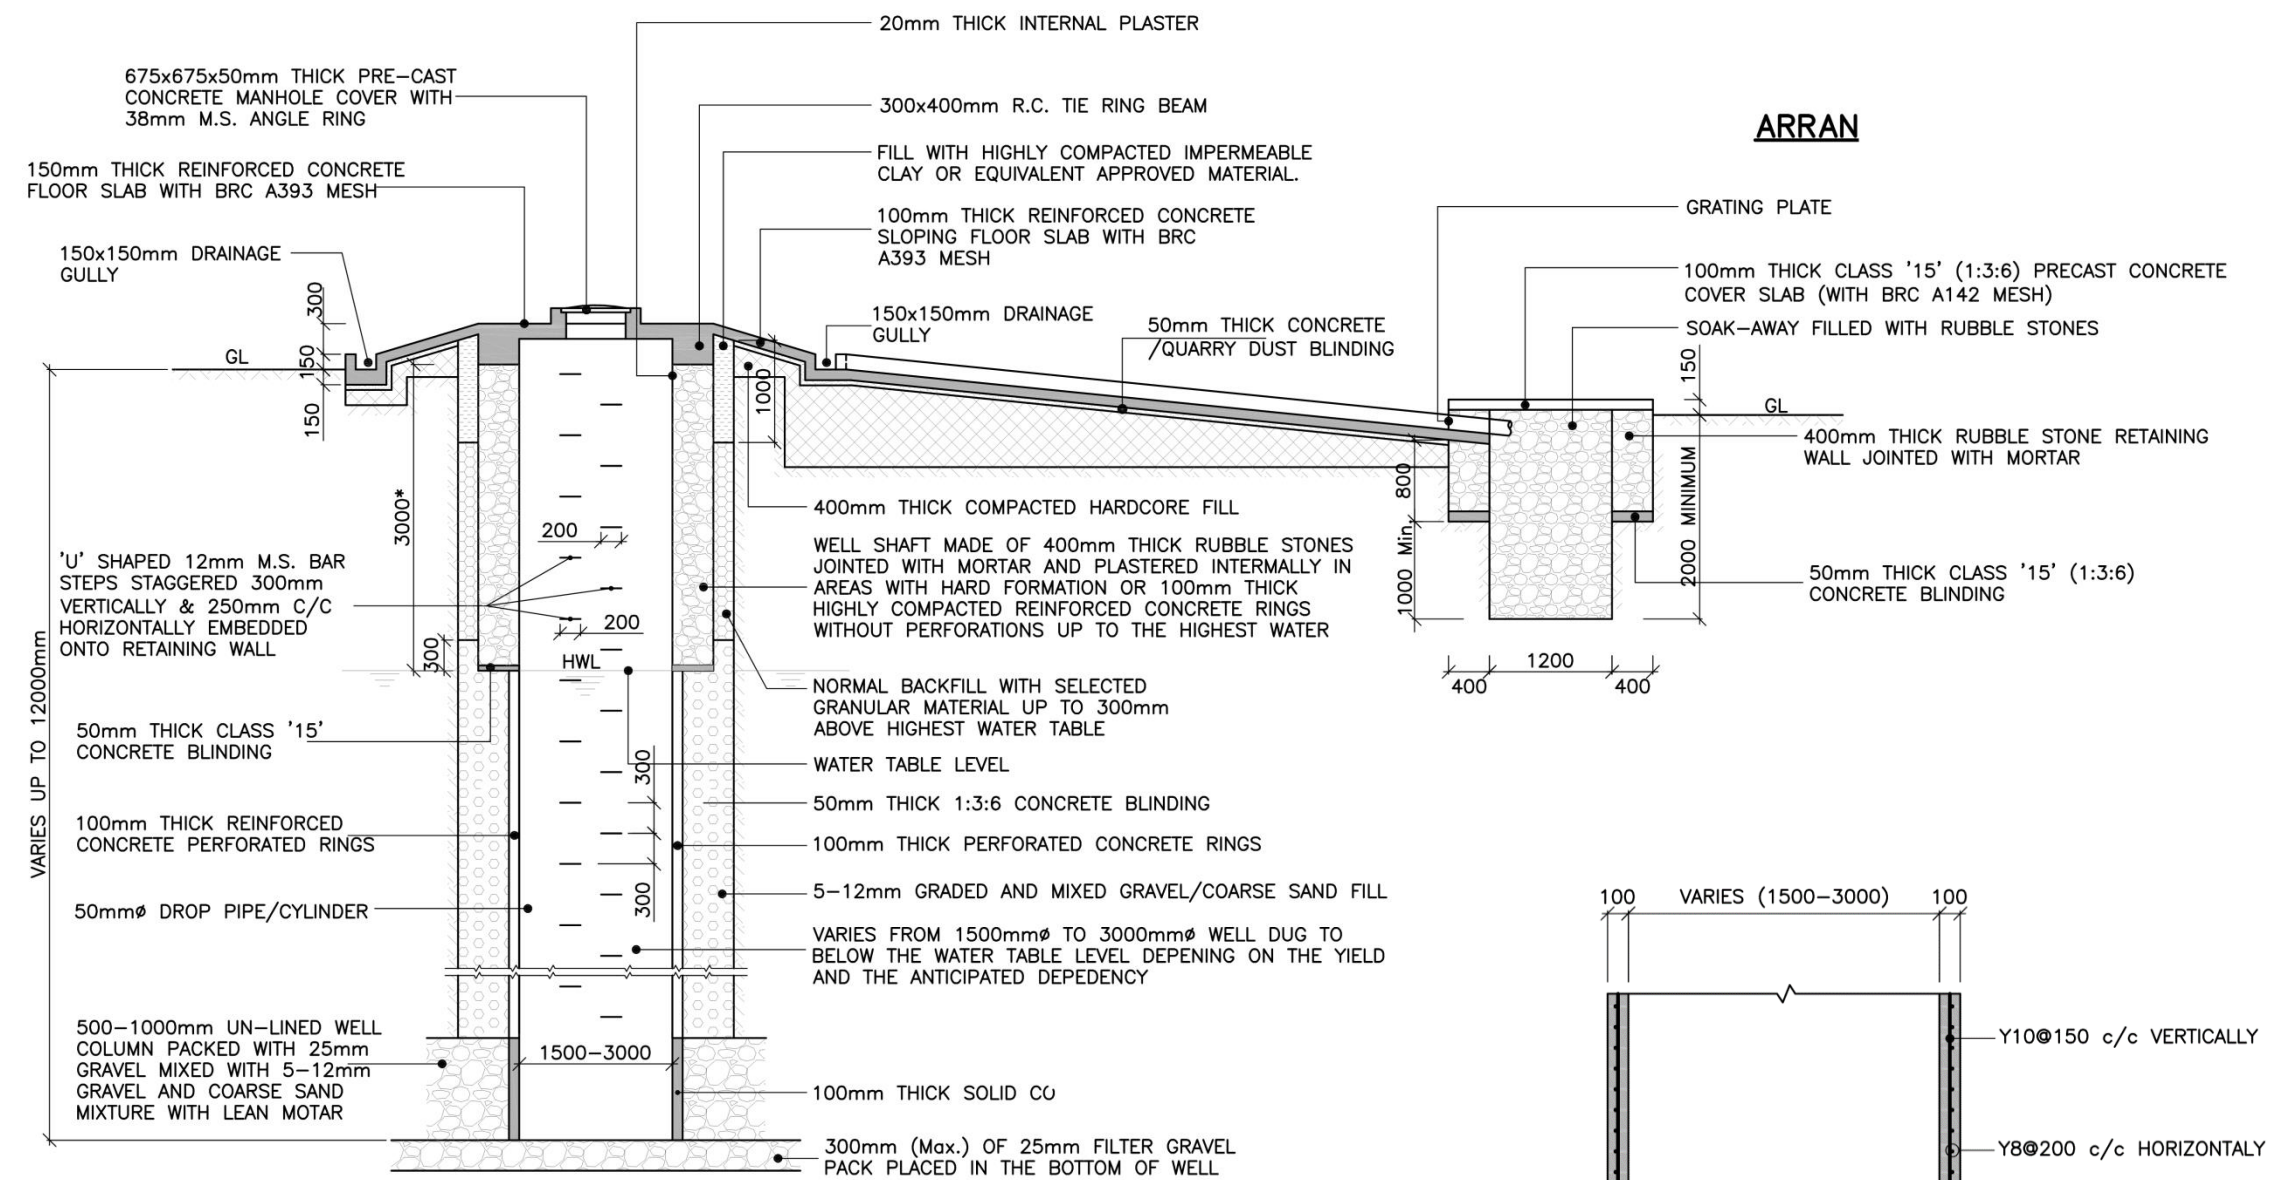 20mm THICK INTERNAL PLASTER
675x675x50mm THICK PRE-CAST
CONCRETE MANHOLE COVER WITH
38mm M.S. ANGLE RING
300x400mm R.C. TIE RING BEAM
ARRAN
150mm THICK REINFORCED CONCRETE
FLOOR SLAB WITH BRC A393 MESH
FILL WITH HIGHLY COMPACTED IMPERMEABLE
CLAY OR EQUIVALENT APPROVED MATERIAL.
100mm THICK REINFORCED CONCRETE
SLOPING FLOOR SLAB WITH BRC
A393 MESH
GRATING PLATE
150x150mm DRAINAGE
GULLY
100mm THICK CLASS '15' (1:3:6) PRECAST CONCRETE
COVER SLAB (WITH BRC A142 MESH)
150x150mm DRAINAGE
GULLY
50mm THICK CONCRETE
/QUARRY DUST BLINDING
SOAK-AWAY FILLED WITH RUBBLE STONES
300
150
150
GL
1000
150
GL
400mm THICK RUBBLE STONE RETAINING
WALL JOINTED WITH MORTAR
800
1000 Min.
2000 MINIMUM
3000*
400mm THICK COMPACTED HARDCORE FILL
200
WELL SHAFT MADE OF 400mm THICK RUBBLE STONES
JOINTED WITH MORTAR AND PLASTERED INTERNALLY IN
AREAS WITH HARD FORMATION OR 100mm THICK
HIGHLY COMPACTED REINFORCED CONCRETE RINGS
WITHOUT PERFORATIONS UP TO THE HIGHEST WATER
'U' SHAPED 12mm M.S. BAR
STEPS STAGGERED 300mm
VERTICALLY & 250mm C/C
HORIZONTALLY EMBEDDED
ONTO RETAINING WALL
50mm THICK CLASS '15' (1:3:6)
CONCRETE BLINDING
200
300
HWL
1200
400
400
NORMAL BACKFILL WITH SELECTED
GRANULAR MATERIAL UP TO 300mm
ABOVE HIGHEST WATER TABLE
50mm THICK CLASS '15'
CONCRETE BLINDING
VARIES UP TO 12000mm
WATER TABLE LEVEL
300
50mm THICK 1:3:6 CONCRETE BLINDING
100mm THICK REINFORCED
CONCRETE PERFORATED RINGS
100mm THICK PERFORATED CONCRETE RINGS
300
5-12mm GRADED AND MIXED GRAVEL/COARSE SAND FILL
50mmø DROP PIPE/CYLINDER
VARIES FROM 1500mmø TO 3000mmø WELL DUG TO
BELOW THE WATER TABLE LEVEL DEPENING ON THE YIELD
AND THE ANTICIPATED DEPEDENCY
100
VARIES (1500-3000)
100
500-1000mm UN-LINED WELL
COLUMN PACKED WITH 25mm
GRAVEL MIXED WITH 5-12mm
GRAVEL AND COARSE SAND
MIXTURE WITH LEAN MOTAR
1500-3000
Y10@150 c/c VERTICALLY
100mm THICK SOLID
300mm (Max.) OF 25mm FILTER GRAVEL
PACK PLACED IN THE BOTTOM OF WELL
Y8@200 c/c HORIZONTALY